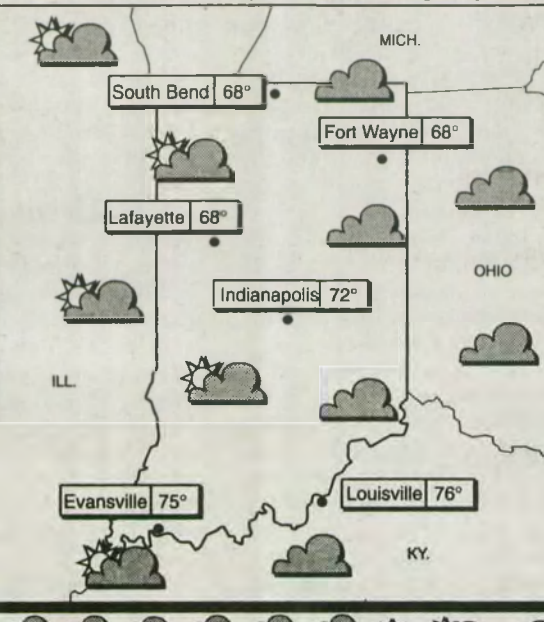 MICH.
South Bend 68°
Fort Wayne 68°
Lafayette 68°
OHIO
Indianapolis 72°
ILL.
Evansville 75°
Louisville 76°
KY.